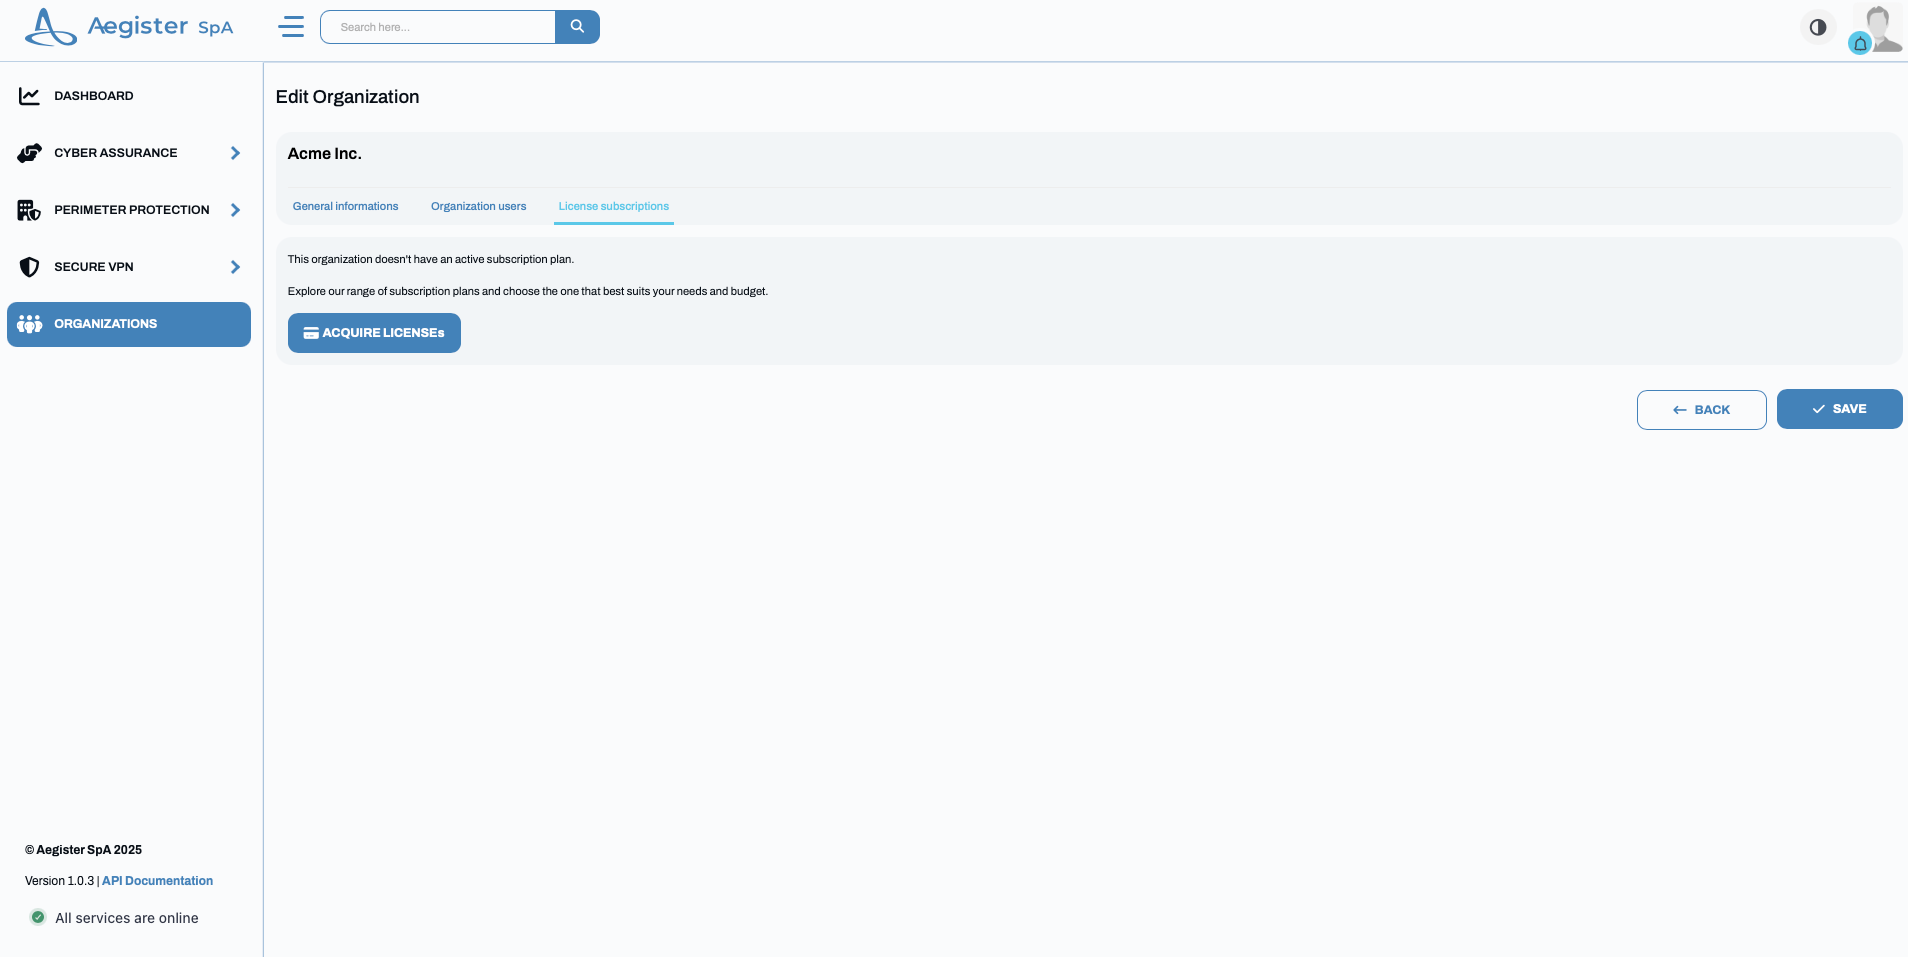 Aegister SpA
Search here...
DASHBOARD
CYBER ASSURANCE
PERIMETER PROTECTION
SECURE VPN
ORGANIZATIONS
Edit Organization
Acme Inc.
General informations Organization users License subscriptions
This organization doesn't have an active subscription plan.
Explore our range of subscription plans and choose the one that best suits your needs and budget.
ACQUIRE LICENSEs
BACK SAVE
© Aegister SpA 2025
Version 1.0.3 | API Documentation
All services are online